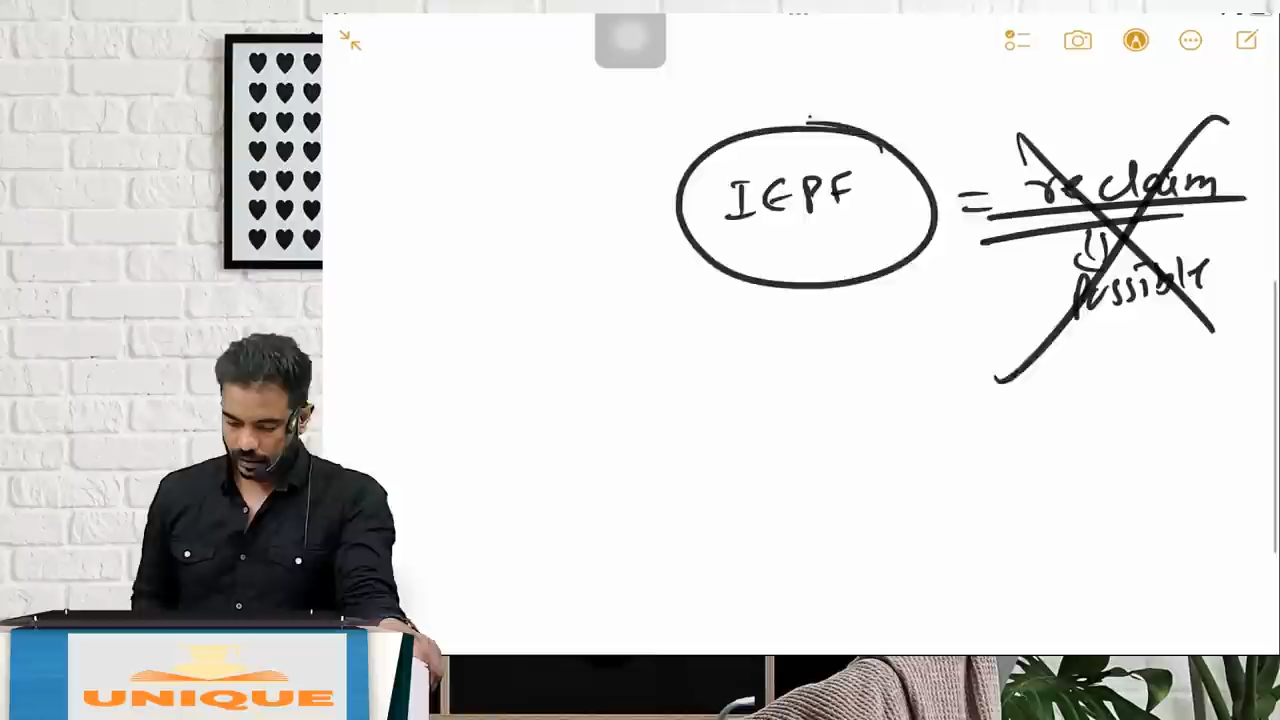 IEPF = reclaim
possible
UNIQUE